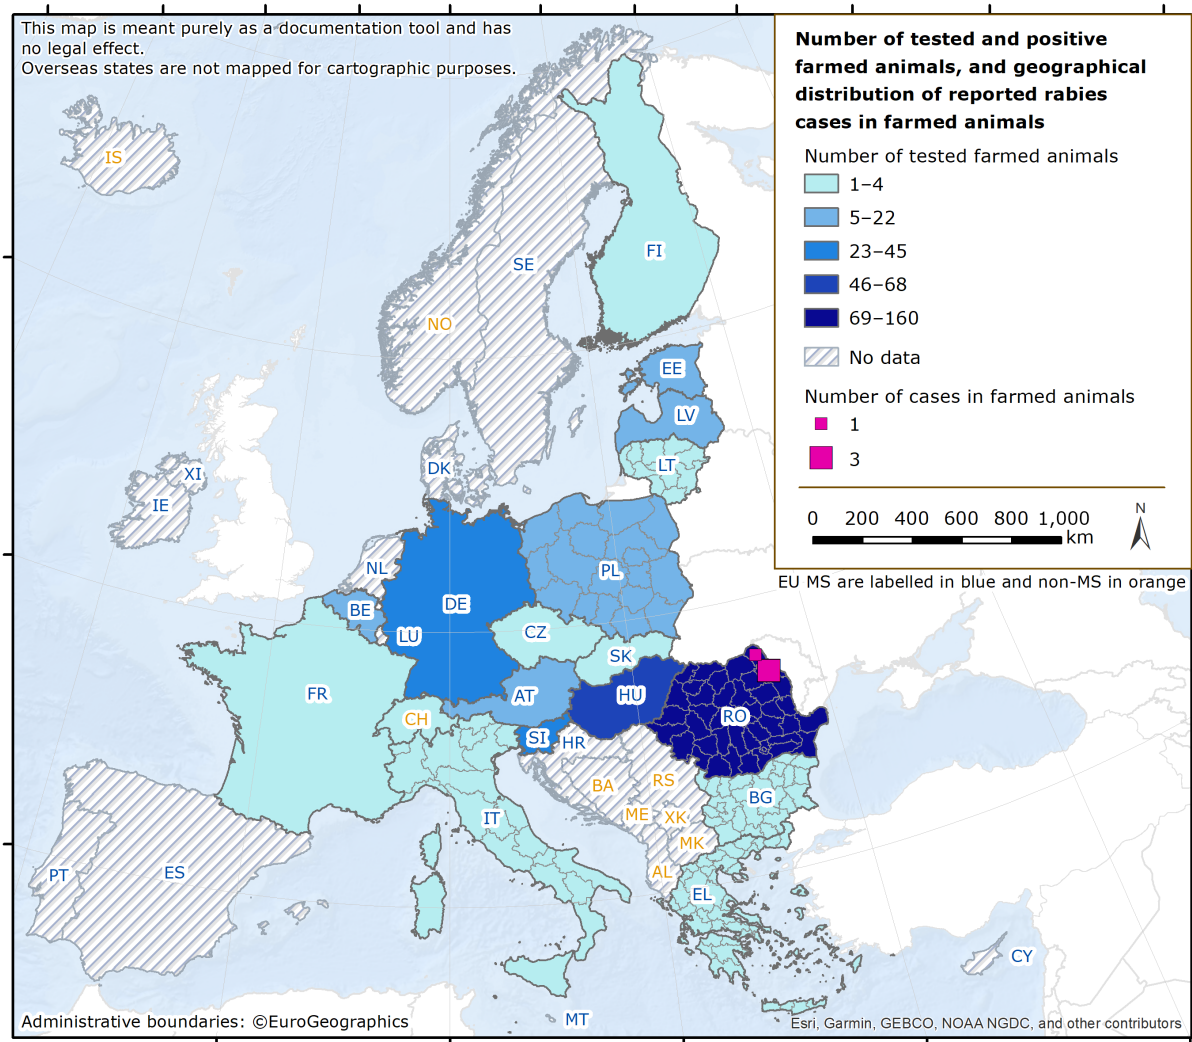 This map is meant purely as a documentation tool and has
no legal effect.
Overseas states are not mapped for cartographic purposes.
Number of tested and positive
farmed animals, and geographical
distribution of reported rabies
cases in farmed animals
Number of tested farmed animals
1–4
5–22
23–45
46–68
69–160
No data
Number of cases in farmed animals
1
3
0 200 400 600 800 1,000
km
N
EU MS are labelled in blue and non-MS in orange
IS
FI
SE
NO
EE
LV
LT
DK
XI
IE
NL
PL
BE
DE
LU
CZ
SK
FR
AT
HU
CH
RO
SI
HR
BA
RS
BG
IT
ME
XK
MK
AL
PT
ES
EL
CY
MT
Administrative boundaries: ©EuroGeographics
Esri, Garmin, GEBCO, NOAA NGDC, and other contributors